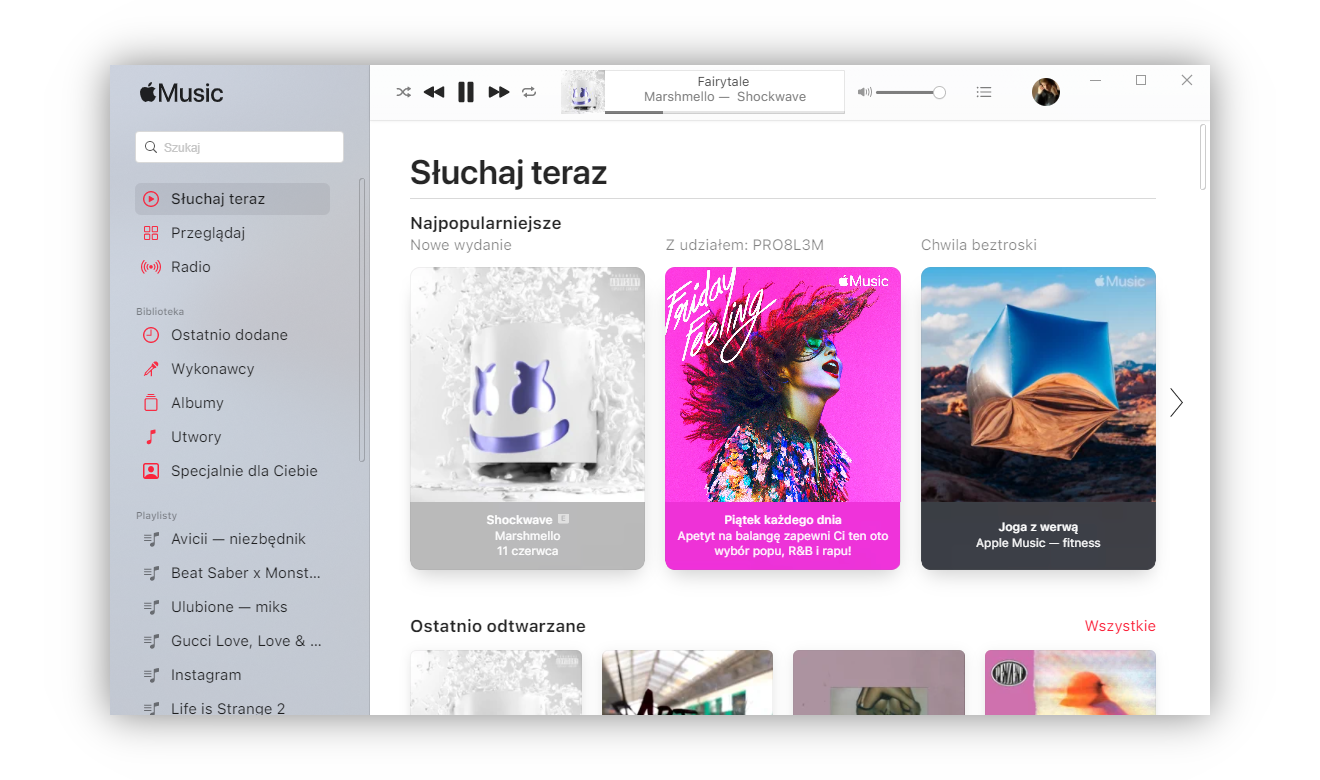 Music
Szukaj
Słuchaj teraz
Przeglądaj
Radio
Biblioteka
Ostatnio dodane
Wykonawcy
Albumy
Utwory
Specjalnie dla Ciebie
Playlisty
Avicii — niezbędnik
Beat Saber x Monst...
Ulubione — miks
Gucci Love, Love & ...
Instagram
Life is Strange 2
Fairytale
Marshmello — Shockwave
Słuchaj teraz
Najpopularniejsze
Nowe wydanie
Shockwave E
Marshmello
11 czerwca
Z udziałem: PRO8L3M
Music
Friday
Feeling
Piątek każdego dnia
Apetyt na balangę zapewni Ci ten oto
wybór popu, R&B i rapu!
Chwila beztroski
Music
Joga z werwą
Apple Music — fitness
Ostatnio odtwarzane
Wszystkie